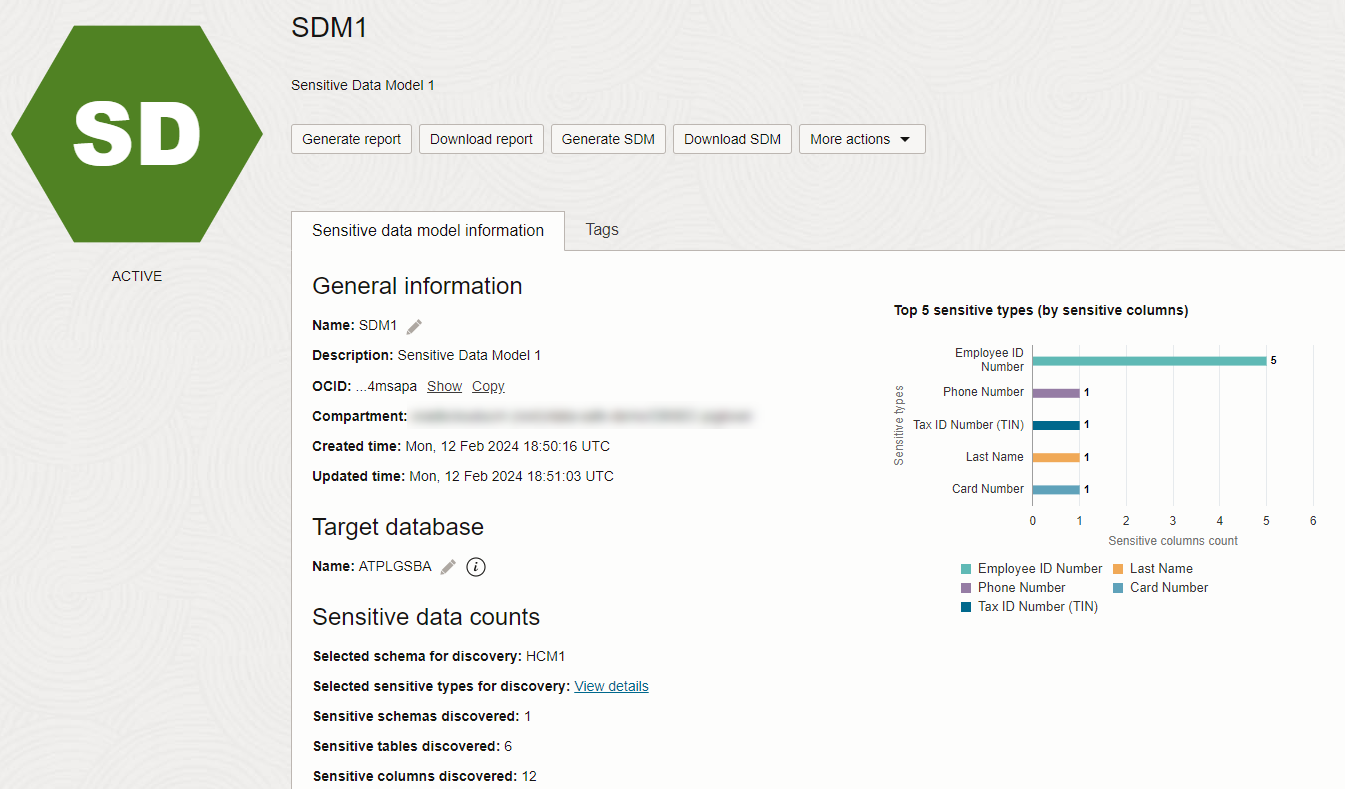 SD
ACTIVE
SDM1
Sensitive Data Model 1
Generate report
Download report
Generate SDM
Download SDM
More actions
Sensitive data model information
Tags
General information
Name: SDM1
Description: Sensitive Data Model 1
OCID: ...4msapa Show Copy
Compartment:
Created time: Mon, 12 Feb 2024 18:50:16 UTC
Updated time: Mon, 12 Feb 2024 18:51:03 UTC
Target database
Name: ATPLGSBA i
Sensitive data counts
Selected schema for discovery: HCM1
Selected sensitive types for discovery: View details
Sensitive schemas discovered: 1
Sensitive tables discovered: 6
Sensitive columns discovered: 12
Top 5 sensitive types (by sensitive columns)
Sensitive types
Employee ID
Number
5
Phone Number 1
Tax ID Number (TIN) 1
Last Name 1
Card Number 1
0 1 2 3 4 5 6
Sensitive columns count
Employee ID Number Last Name
Phone Number Card Number
Tax ID Number (TIN)